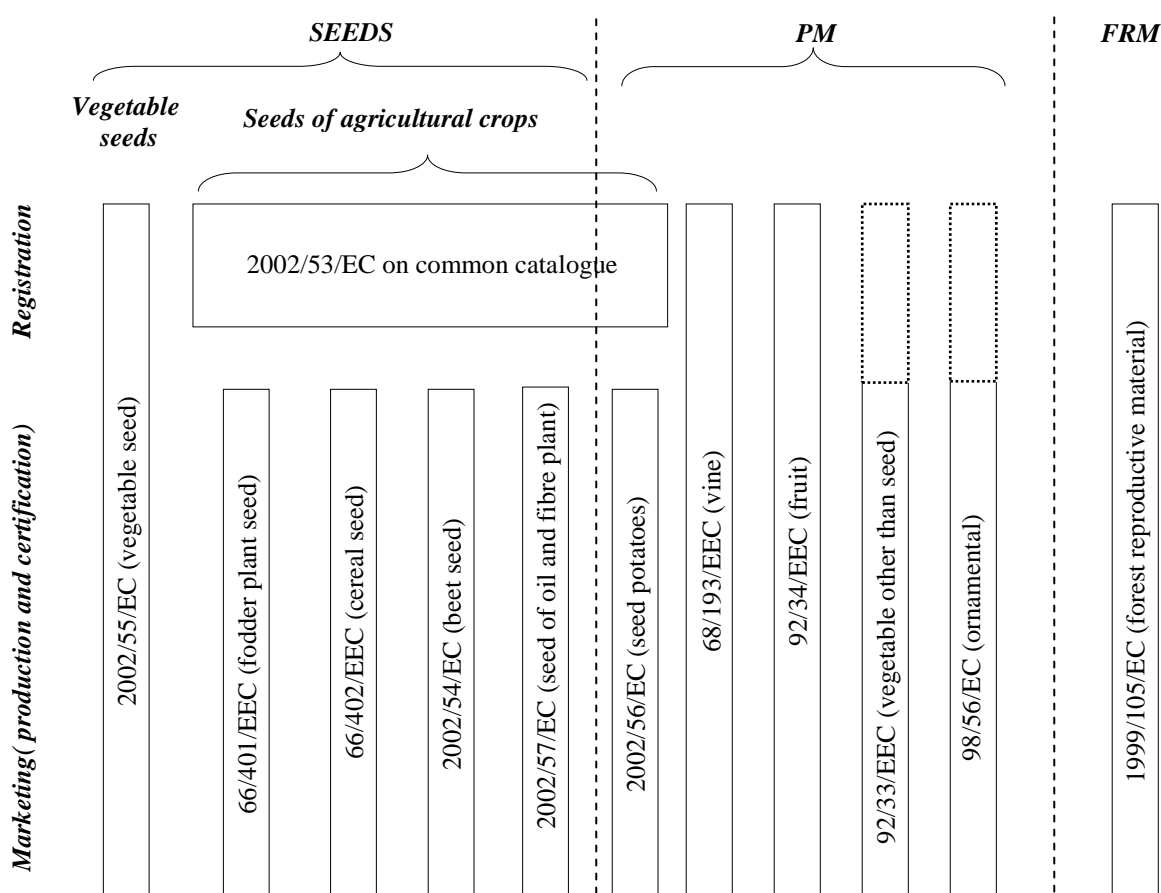 SEEDS
PM
FRM
Vegetable
seeds
Seeds of agricultural crops
Registration
Marketing( production and certification)
2002/53/EC on common catalogue
2002/55/EC (vegetable seed)
66/401/EEC (fodder plant seed)
66/402/EEC (cereal seed)
2002/54/EC (beet seed)
2002/57/EC (seed of oil and fibre plant)
2002/56/EC (seed potatoes)
68/193/EEC (vine)
92/34/EEC (fruit)
92/33/EEC (vegetable other than seed)
98/56/EC (ornamental)
1999/105/EC (forest reproductive material)